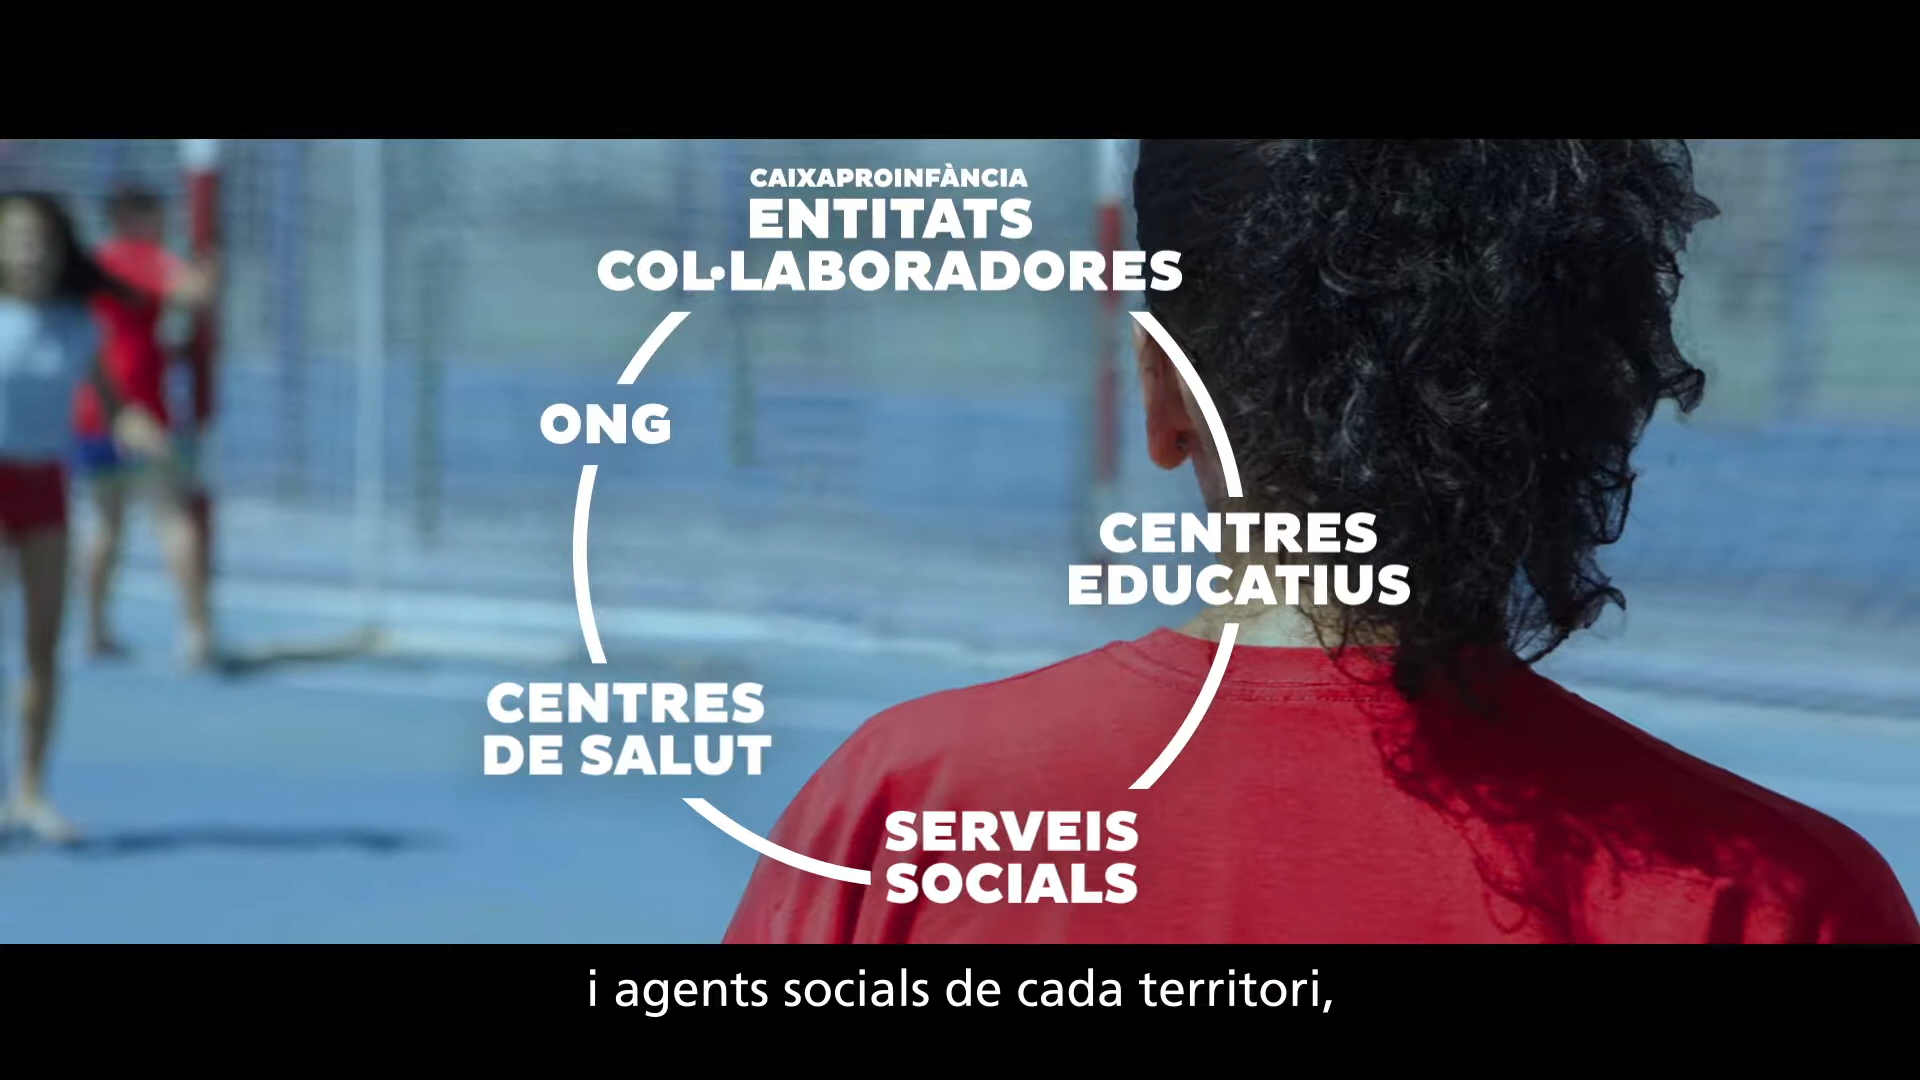 CAIXAPROINFÀNCIA
ENTITATS
COL·LABORADORES
ONG
CENTRES
EDUCATIUS
CENTRES
DE SALUT
SERVEIS
SOCIALS
i agents socials de cada territori,